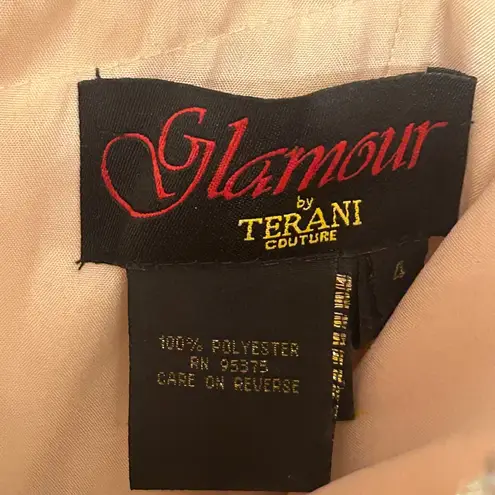 Glamour
by
TERANI
COUTURE
4
100% POLYESTER
RN 95375
CARE ON REVERSE